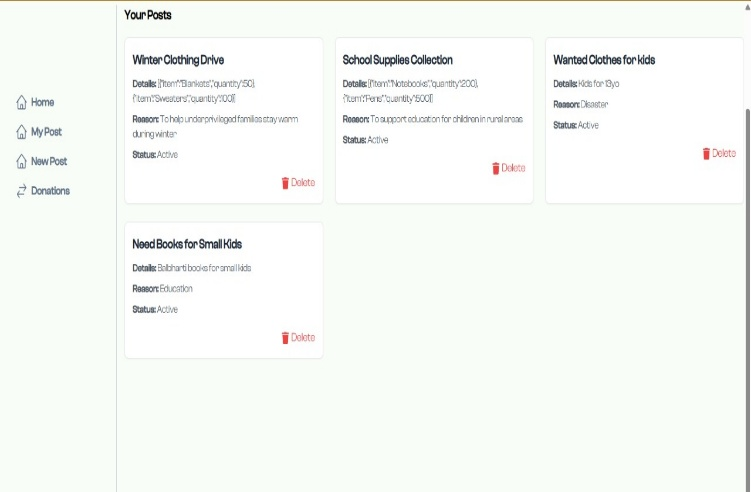 Your Posts
Home
My Post
New Post
Donations
Winter Clothing Drive
Details: [{"item":"Blankets","quantity":50},
{"item":"Sweaters","quantity":100}]
Reason: To help underprivileged families stay warm
during winter
Status: Active
Delete
School Supplies Collection
Details: [{"item":"Notebooks","quantity":200},
{"item":"Pens","quantity":500}]
Reason: To support education for children in rural areas
Status: Active
Delete
Wanted Clothes for kids
Details: Kids for 13yo
Reason: Disaster
Status: Active
Delete
Need Books for Small Kids
Details: Balbharti books for small kids
Reason: Education
Status: Active
Delete